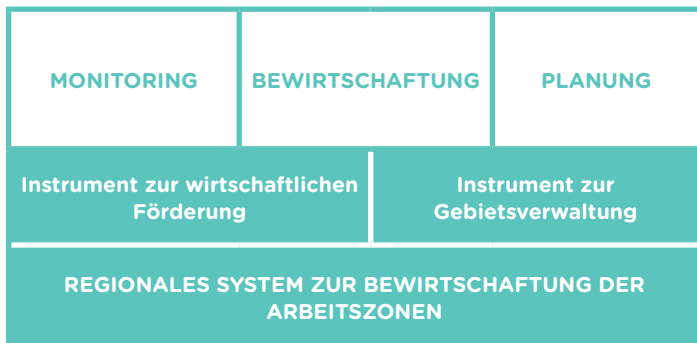 MONITORING
BEWIRTSCHAFTUNG
PLANUNG
Instrument zur wirtschaftlichen
Förderung
Instrument zur
Gebietsverwaltung
REGIONALES SYSTEM ZUR BEWIRTSCHAFTUNG DER
ARBEITSZONEN